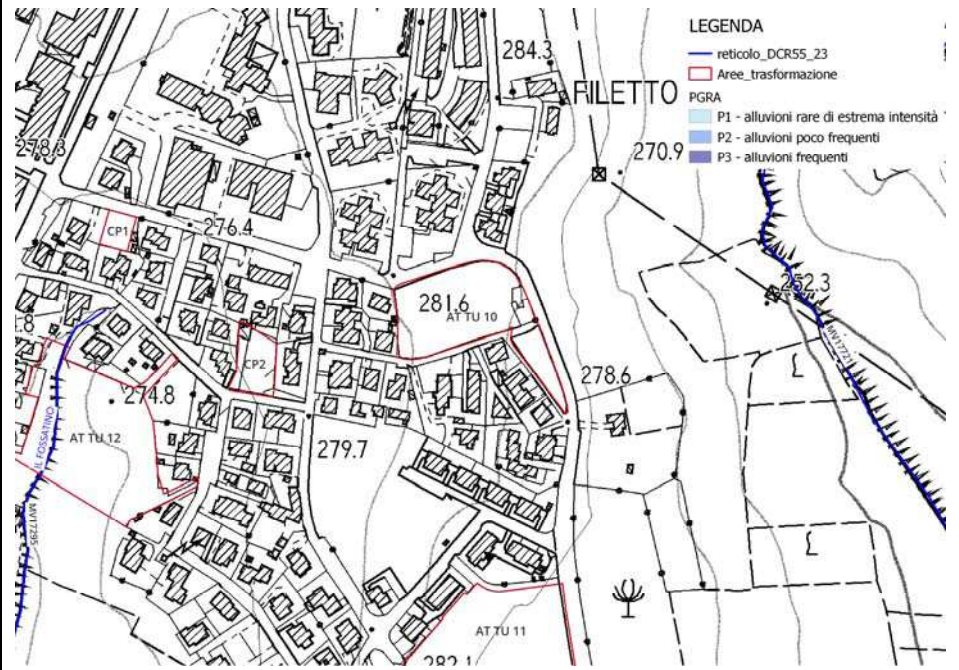 LEGENDA
reticolo_DCR55_23
Aree_trasformazione
PGRA
P1 - alluvioni rare di estrema intensità
P2 - alluvioni poco frequenti
P3 - alluvioni frequenti
284.3
FILETTO
278.3
270.9
CP1
276.4
252.3
281.6
AT TU 10
MV17721
CP2
278.6
274.8
IL FOSSATINO
AT TU 12
279.7
MV17295
AT TU 11
282.1